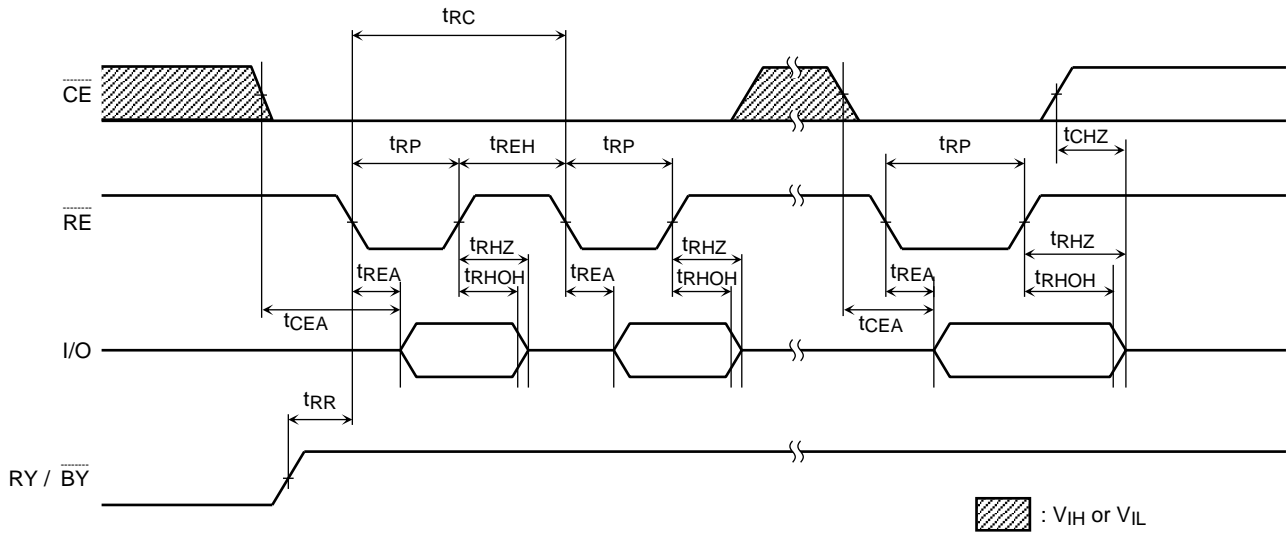 tRC
CE
tCHZ
tRP
tREH
tRP
tRP
RE
tRHZ
tRHZ
tRHZ
tREA
tRHOH
tREA
tRHOH
tREA
tRHOH
tCEA
tCEA
I/O
tRR
RY / BY
: VIH or VIL